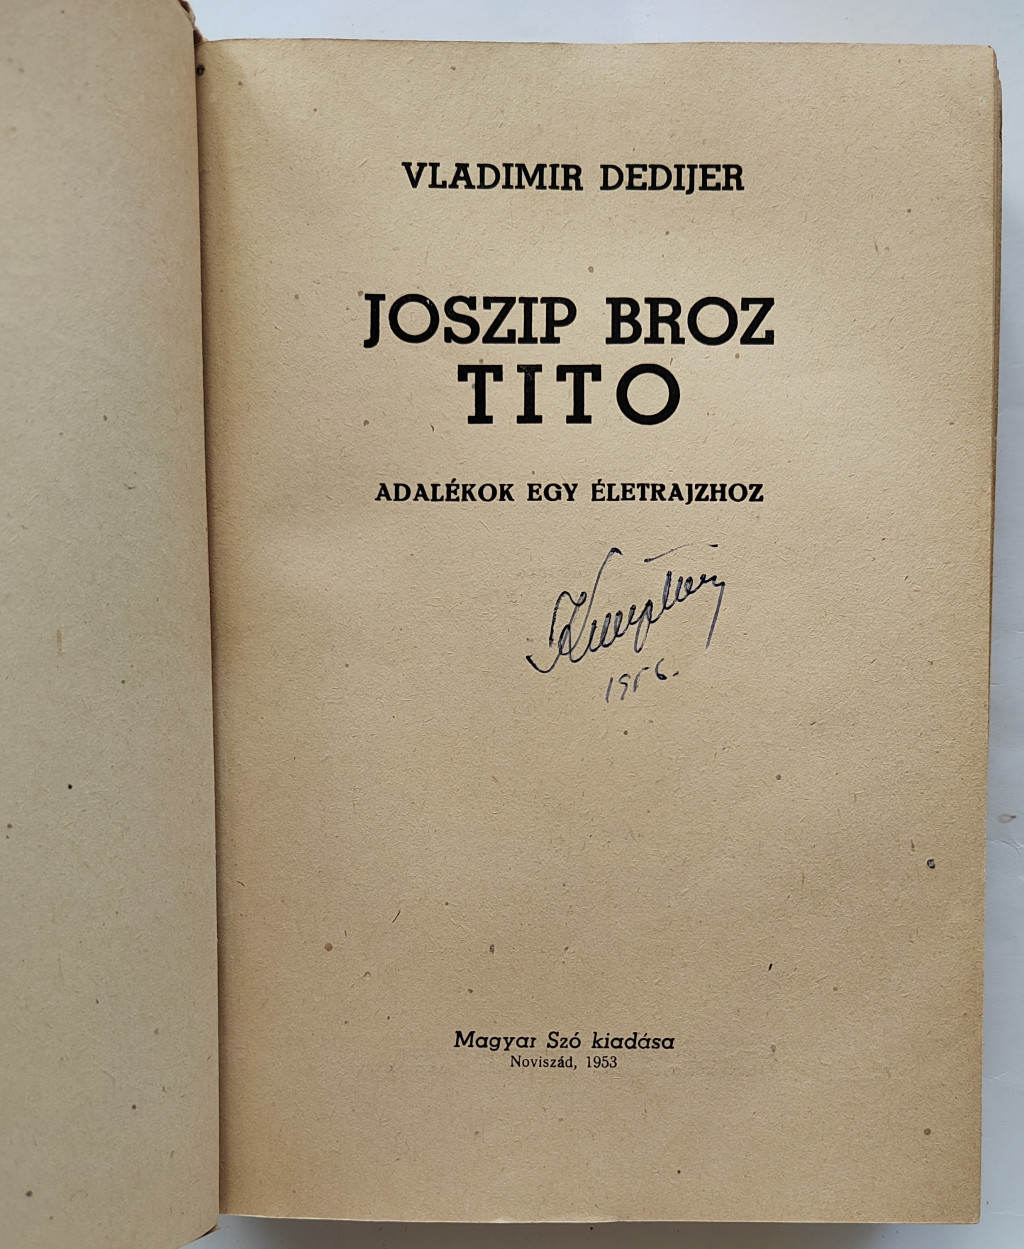 VLADIMIR DEDIJER
JOSZIP BROZ
TITO
ADALÉKOK EGY ÉLETRAJZHOZ
1956.
Magyar Szó kiadása
Noviszád, 1953